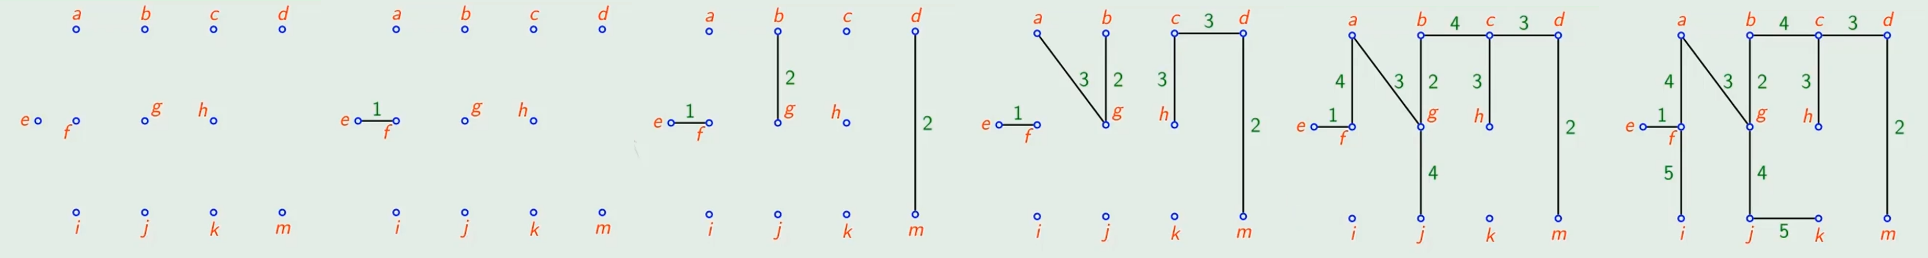 a b c d a b c d a b c d a b c d a b 4 c 3 d a b 4 c 3 d
3
2 3 2 3 4 3 2 3 4 3 2 3
e f g h e 1 f g h e 1 f g h 2 e 1 f g h 2 e 1 f g h 2 e 1 f g h 2
4 5 4
i j k m i j k m i j k m i j k m i j k m i j 5 k m